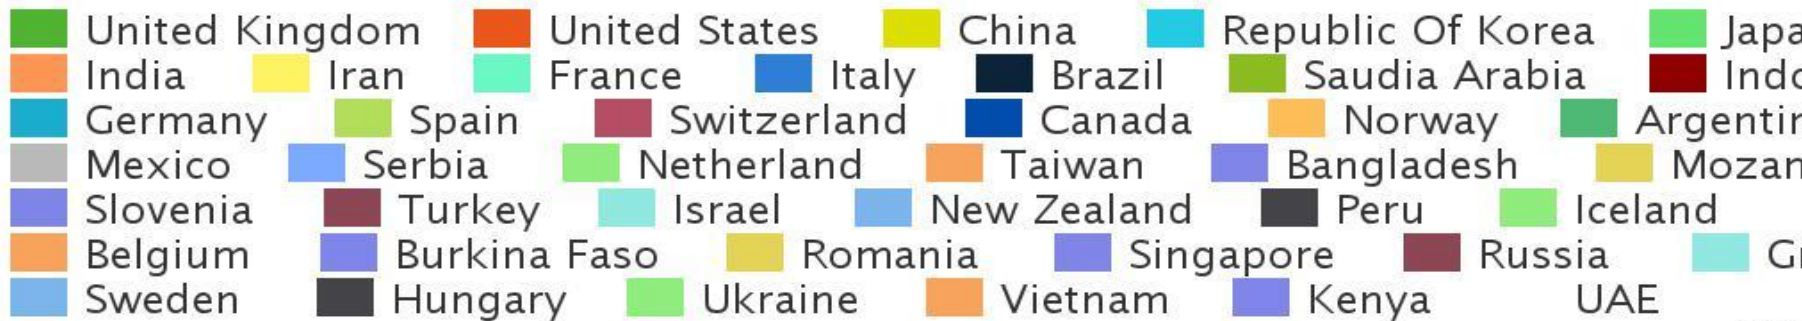 United Kingdom United States China Republic Of Korea
India Iran France Italy Brazil Saudia Arabia
Germany Spain Switzerland Canada Norway
Mexico Serbia Netherland Taiwan Bangladesh
Slovenia Turkey Israel New Zealand Peru Iceland
Belgium Burkina Faso Romania Singapore Russia
Sweden Hungary Ukraine Vietnam Kenya UAE